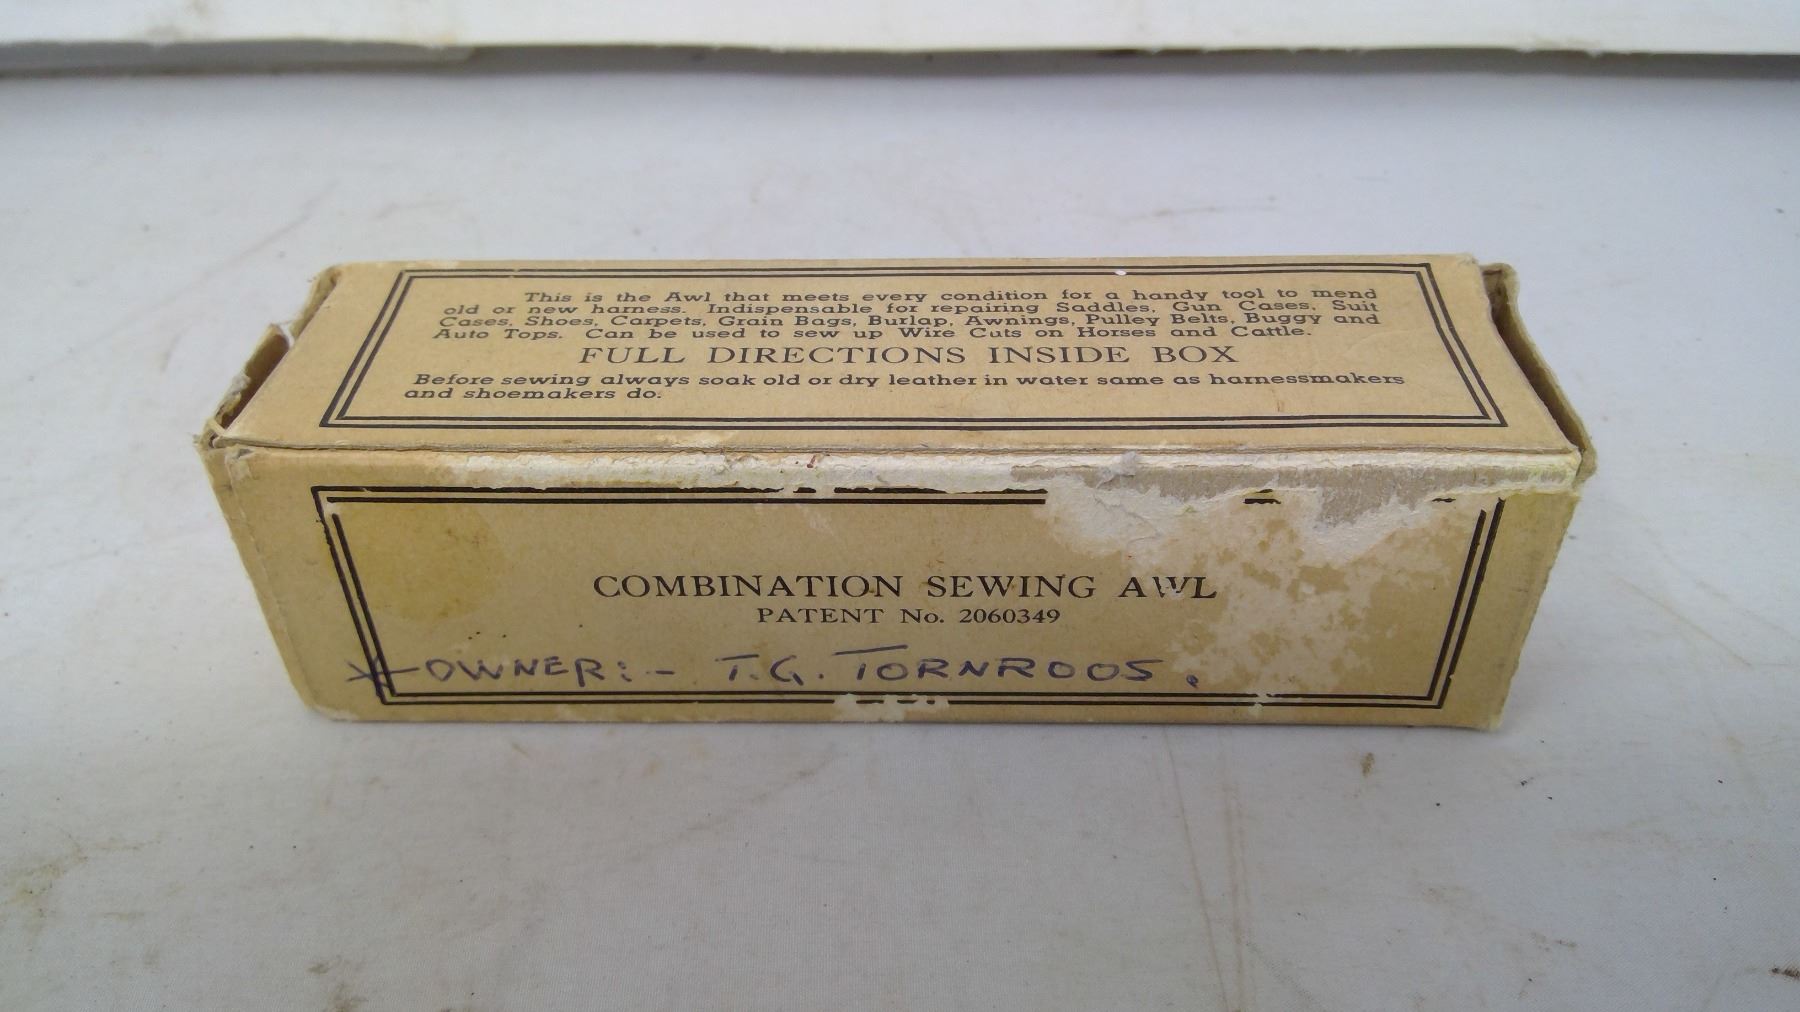 This is the Awl that meets every condition for a handy tool to mend
old or new harness. Indispensable for repairing Saddles, Gun Cases, Suit
Cases, Shoes, Carpets, Grain Bags, Burlap, Awnings, Pulley Belts, Buggy and
Auto Tops. Can be used to sew up Wire Cuts on Horses and Cattle.
FULL DIRECTIONS INSIDE BOX
Before sewing always soak old or dry leather in water same as harnessmakers
and shoemakers do.
COMBINATION SEWING AWL
PATENT No. 2060349
X-OWNER:- T.G. TORNROOS.